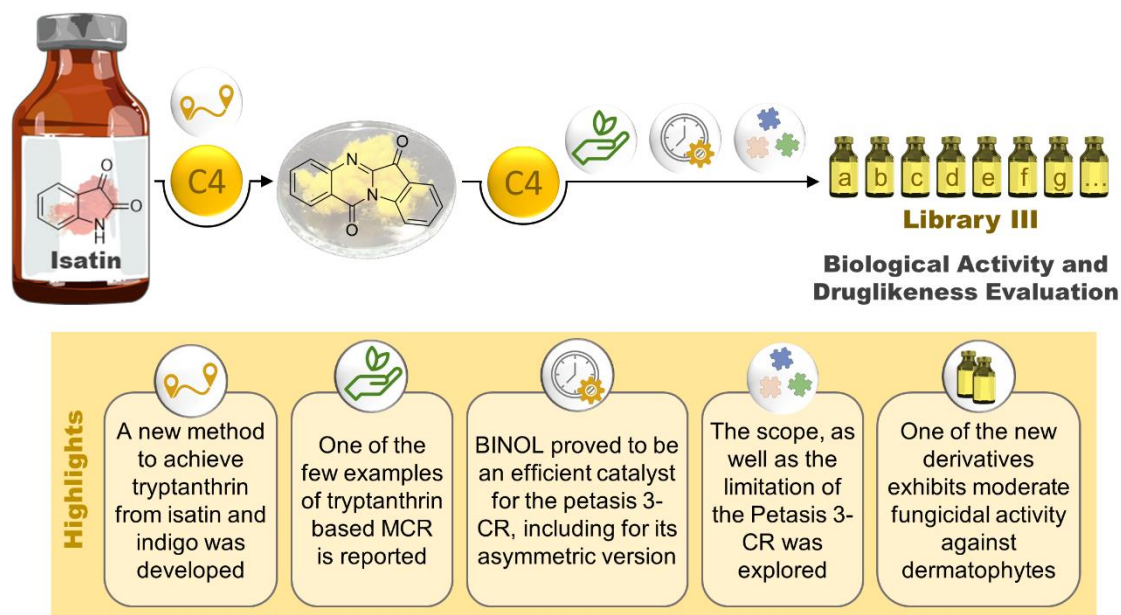 O
O
N
H
Isatin
C4
N
O
N
O
C4
a b c d e f g ...
Library III
Biological Activity and
Druglikeness Evaluation
Highlights
A new method
to achieve
tryptanthrin
from isatin and
indigo was
developed
One of the
few examples
of tryptanthrin
based MCR
is reported
BINOL proved to be
an efficient catalyst
for the petasis 3-
CR, including for its
asymmetric version
The scope, as
well as the
limitation of
the Petasis 3-
CR was
explored
One of the new
derivatives
exhibits moderate
fungicidal activity
against
dermatophytes